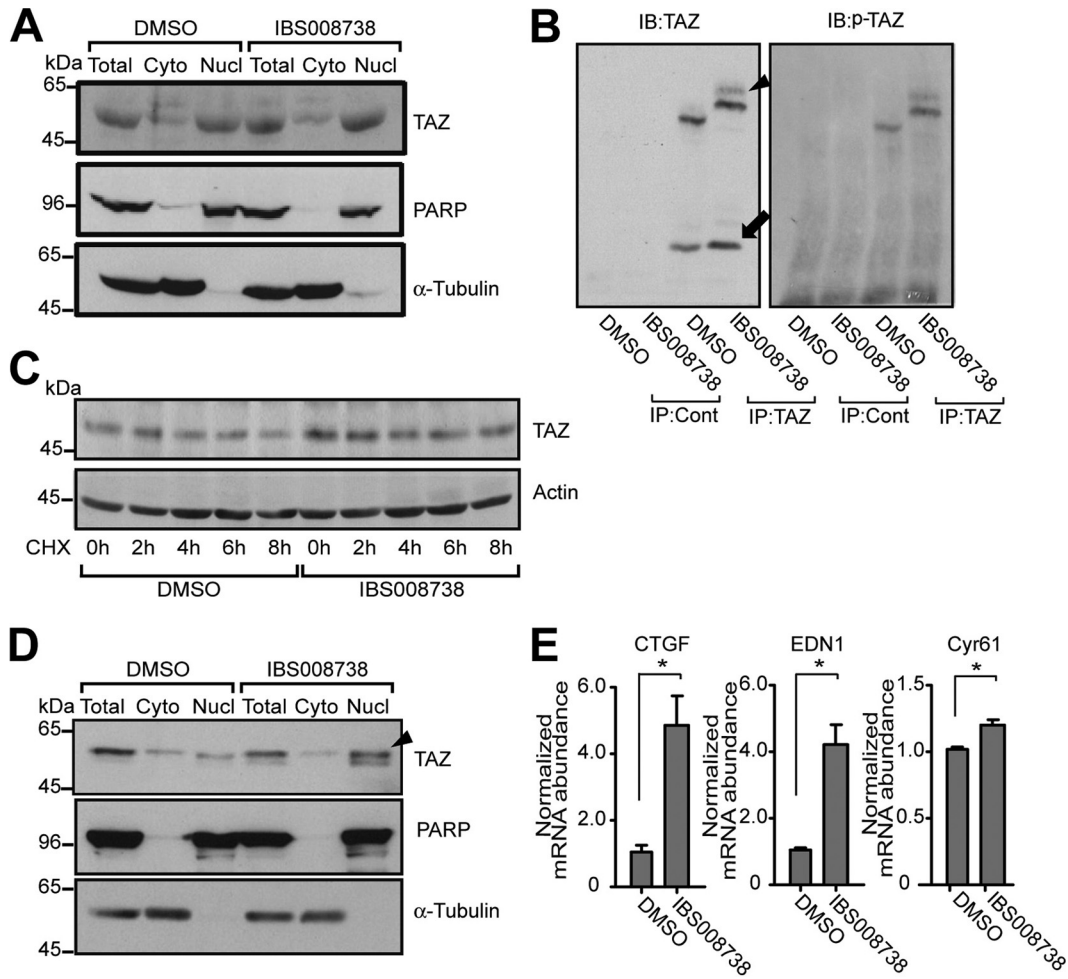 A
DMSO IBS008738
kDa Total Cyto Nucl Total Cyto Nucl
65
45
TAZ
96
PARP
65
45
α-Tubulin
B
IB:TAZ IB:p-TAZ
DMSO IBS008738 DMSO IBS008738 DMSO IBS008738 DMSO IBS008738
IP:Cont IP:TAZ IP:Cont IP:TAZ
C
kDa
45
TAZ
45
Actin
CHX 0h 2h 4h 6h 8h 0h 2h 4h 6h 8h
DMSO IBS008738
D
DMSO IBS008738
kDa Total Cyto Nucl Total Cyto Nucl
65
45
TAZ
96
PARP
65
45
α-Tubulin
E
CTGF
*
Normalized
mRNA abundance
6.0
4.0
2.0
0
DMSO
IBS008738
EDN1
*
Normalized
mRNA abundance
6.0
4.0
2.0
0
DMSO
IBS008738
Cyr61
*
Normalized
mRNA abundance
1.5
1.0
0.5
0
DMSO
IBS008738